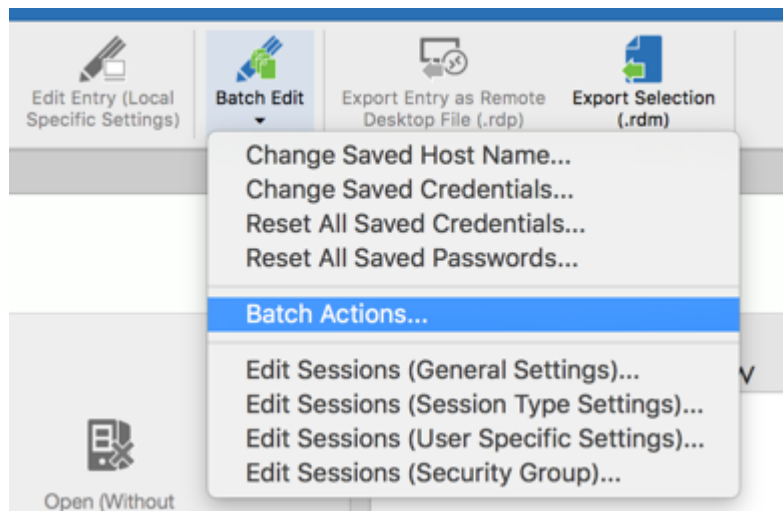 Edit Entry (Local
Specific Settings)
Batch Edit
Export Entry as Remote
Desktop File (.rdp)
Export Selection
(.rdm)
Change Saved Host Name...
Change Saved Credentials...
Reset All Saved Credentials...
Reset All Saved Passwords...
Batch Actions...
Edit Sessions (General Settings)...
Edit Sessions (Session Type Settings)...
Edit Sessions (User Specific Settings)...
Edit Sessions (Security Group)...
Open (Without